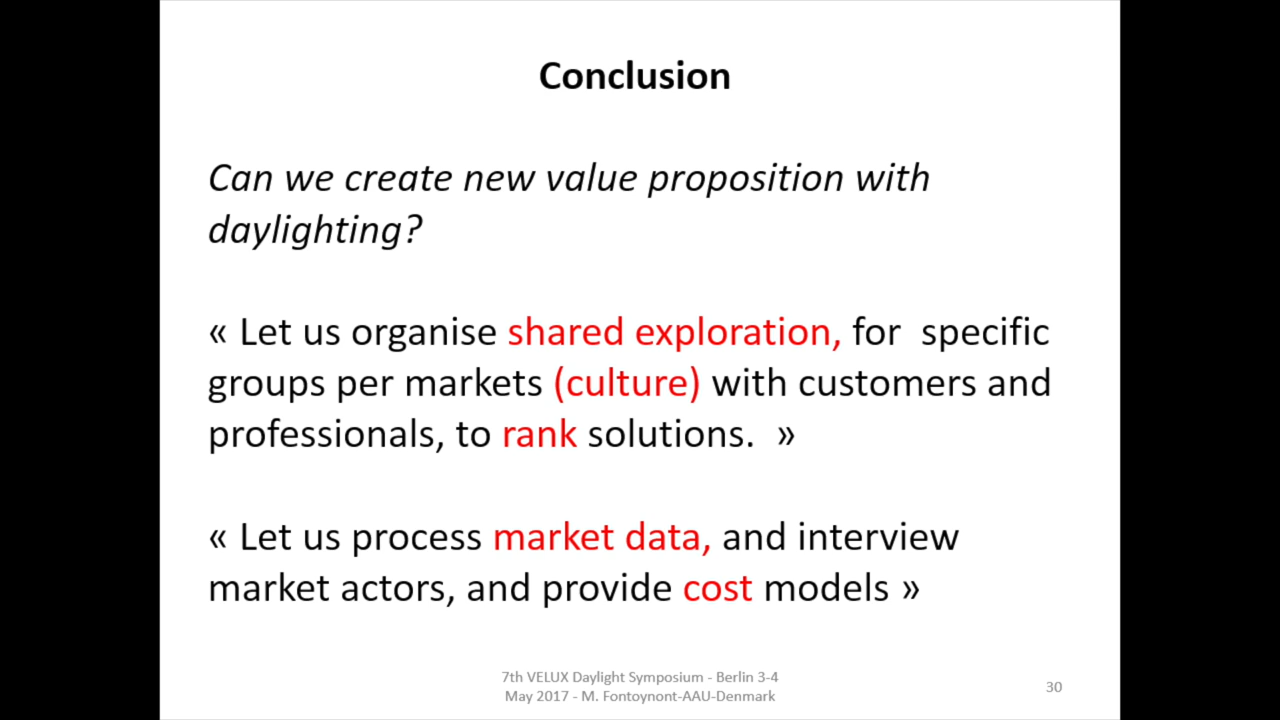 Conclusion
Can we create new value proposition with
daylighting?
« Let us organise shared exploration, for  specific
groups per markets (culture) with customers and
professionals, to rank solutions.  »
« Let us process market data, and interview
market actors, and provide cost models »
7th VELUX Daylight Symposium - Berlin 3-4
May 2017 - M. Fontoynont-AAU-Denmark
30